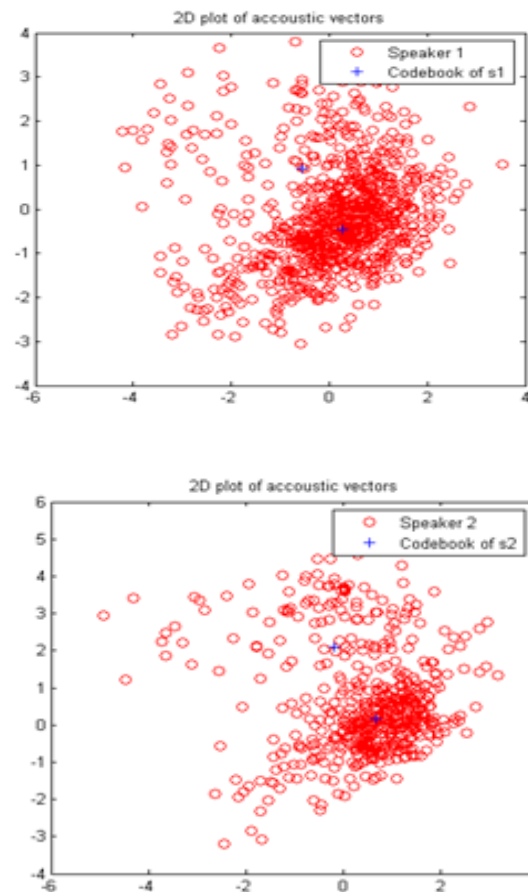 2D plot of accoustic vectors
4
Speaker 1
Codebook of s1
3
2
1
0
-1
-2
-3
-4
-6 -4 -2 0 2 4
2D plot of accoustic vectors
6
Speaker 2
Codebook of s2
5
4
3
2
1
0
-1
-2
-3
-4
-6 -4 -2 0 2